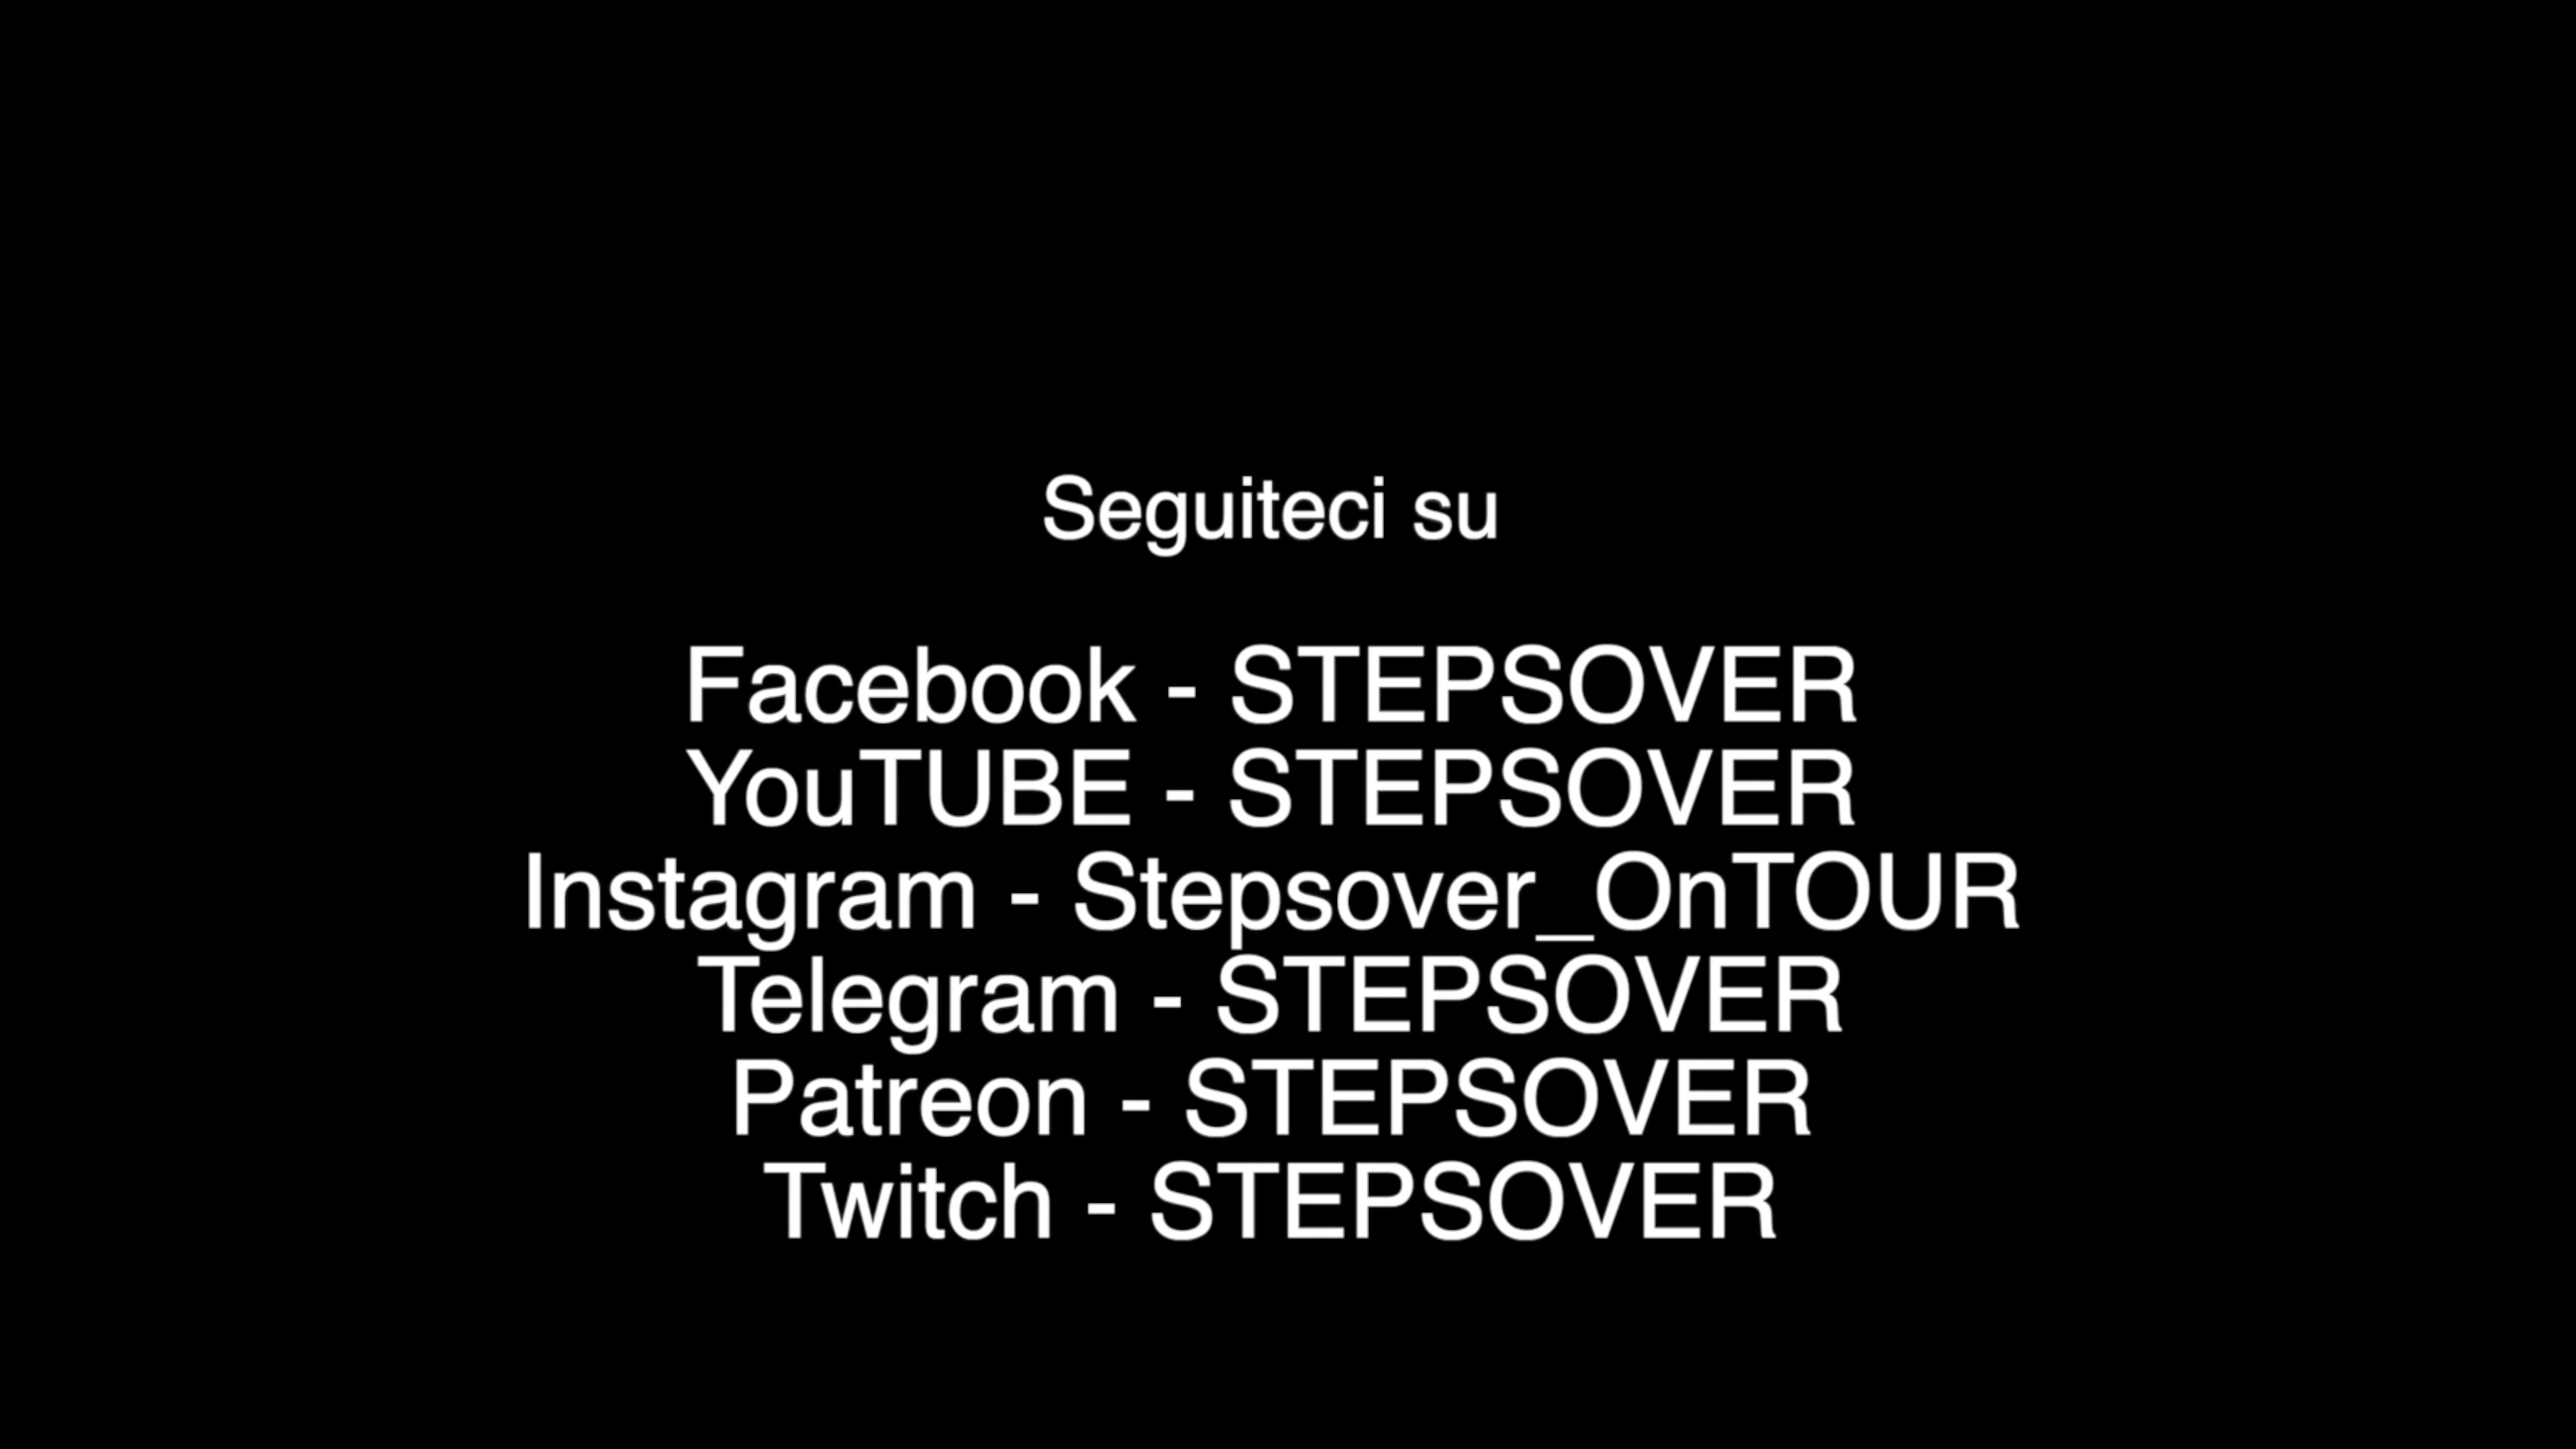 Seguiteci su
Facebook - STEPSOVER
YouTUBE - STEPSOVER
Instagram - Stepsover_OnTOUR
Telegram - STEPSOVER
Patreon - STEPSOVER
Twitch - STEPSOVER